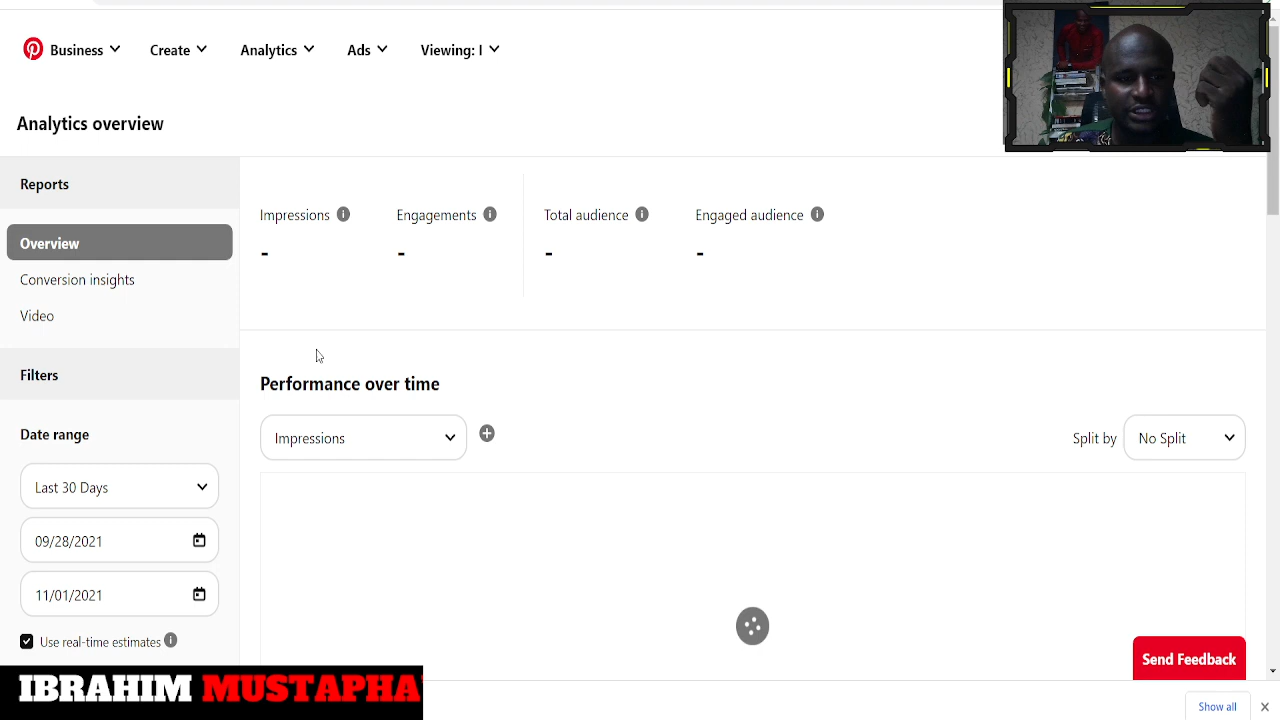 Business Create Analytics Ads Viewing: I
Analytics overview
Reports
Overview
Conversion insights
Video
Filters
Date range
Last 30 Days
09/28/2021
11/01/2021
Use real-time estimates
Impressions Engagements Total audience Engaged audience
- - - -
Performance over time
Impressions
Split by No Split
Send Feedback
IBRAHIM MUSTAPHA
Show all